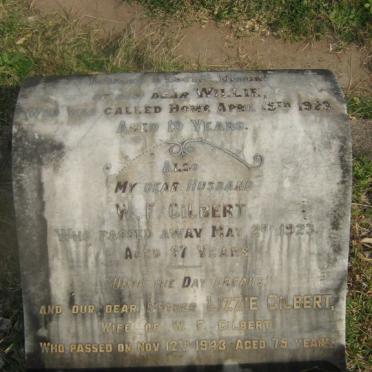 DEAR WILLIE,
CALLED HOME APRIL 15TH 1923
AGED 19 YEARS.
ALSO
MY DEAR HUSBAND
W. F. GILBERT
WHO PASSED AWAY MAY 1923
AGED 47 YEARS
"UNTIL THE DAY BREAKS"
AND OUR DEAR MOTHER LIZZIE GILBERT,
WIFE OF W. F. GILBERT
WHO PASSED ON NOV 12TH 1943 AGED 75 YEARS.